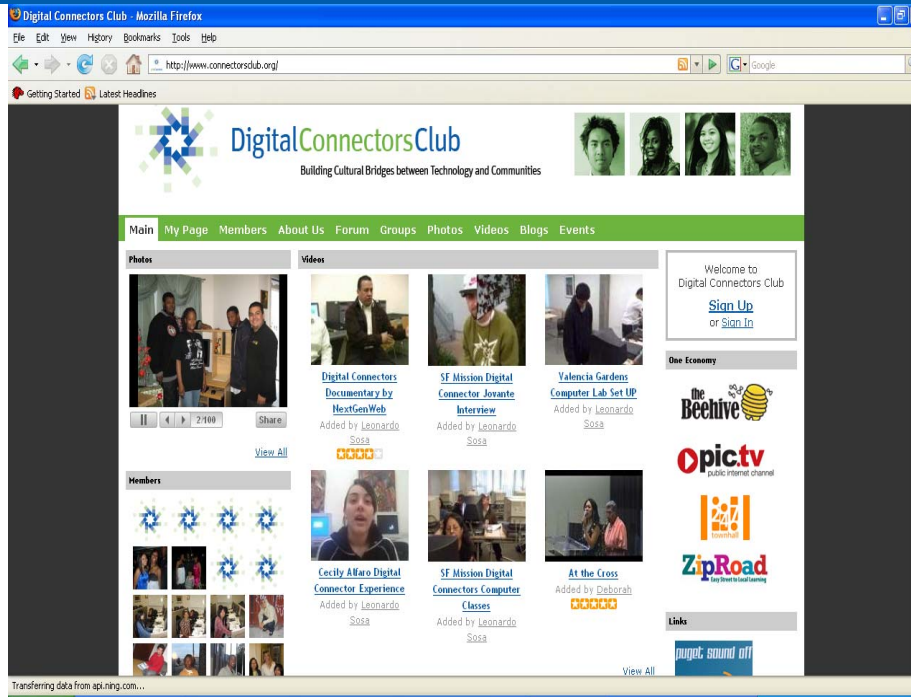 Digital Connectors Club - Mozilla Firefox
File Edit View History Bookmarks Tools Help
http://www.connectorsclub.org/
G Google
Getting Started Latest Headlines
DigitalConnectorsClub
Building Cultural Bridges between Technology and Communities
Main My Page Members About Us Forum Groups Photos Videos Blogs Events
Photos
2/100 Share
View All
Members
Videos
Digital Connectors
Documentary by
NextGenWeb
Added by Leonardo
Sosa
SF Mission Digital
Connector Jovante
Interview
Added by Leonardo
Sosa
Valencia Gardens
Computer Lab Set UP
Added by Leonardo
Sosa
Cecily Alfaro Digital
Connector Experience
Added by Leonardo
Sosa
SF Mission Digital
Connectors Computer
Classes
Added by Leonardo
Sosa
At the Cross
Added by Deborah
View All
Welcome to
Digital Connectors Club
Sign Up
or Sign In
One Economy
the
Beehive
pic.tv
public internet channel
24/7
townhall
ZipRoad
Easy Street to Local Learning
Links
puget sound off
Transferring data from api.ning.com...